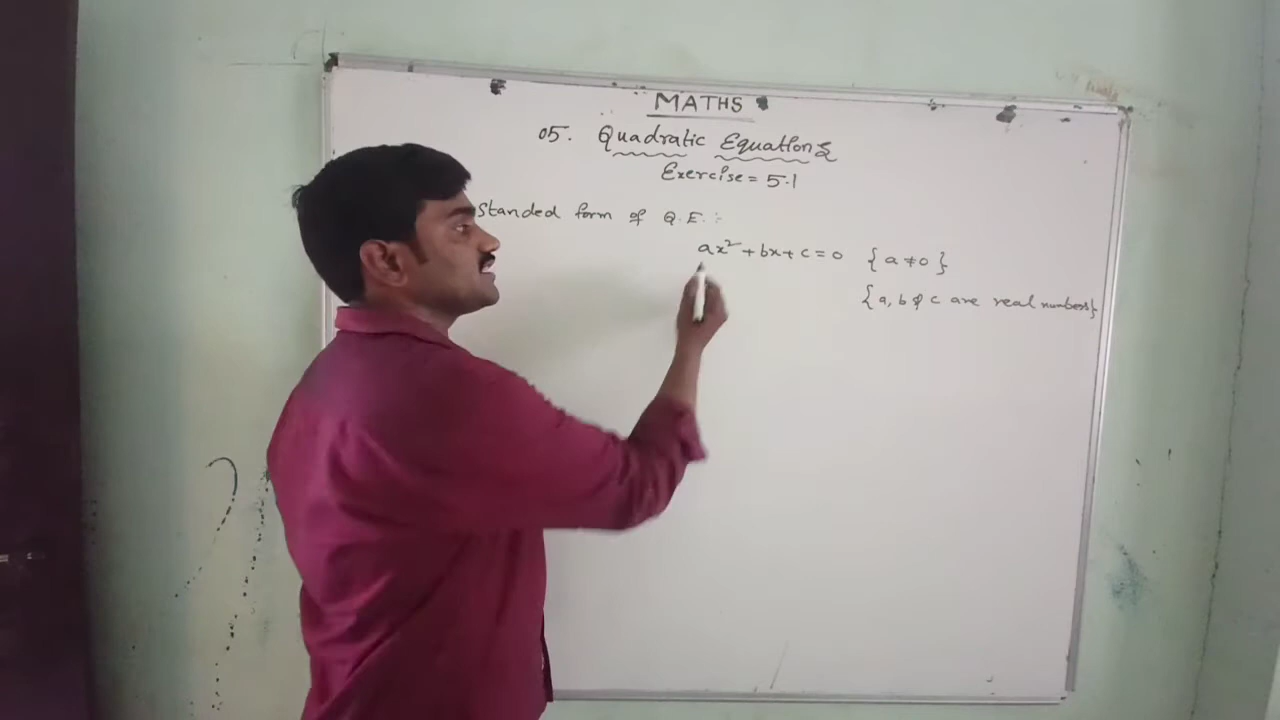 MATHS
05. Quadratic Equations
Exercise = 5.1
Standed form of Q.E. :-
ax² + bx + c = 0 { a ≠ 0 }
{ a, b & c are real numbers }